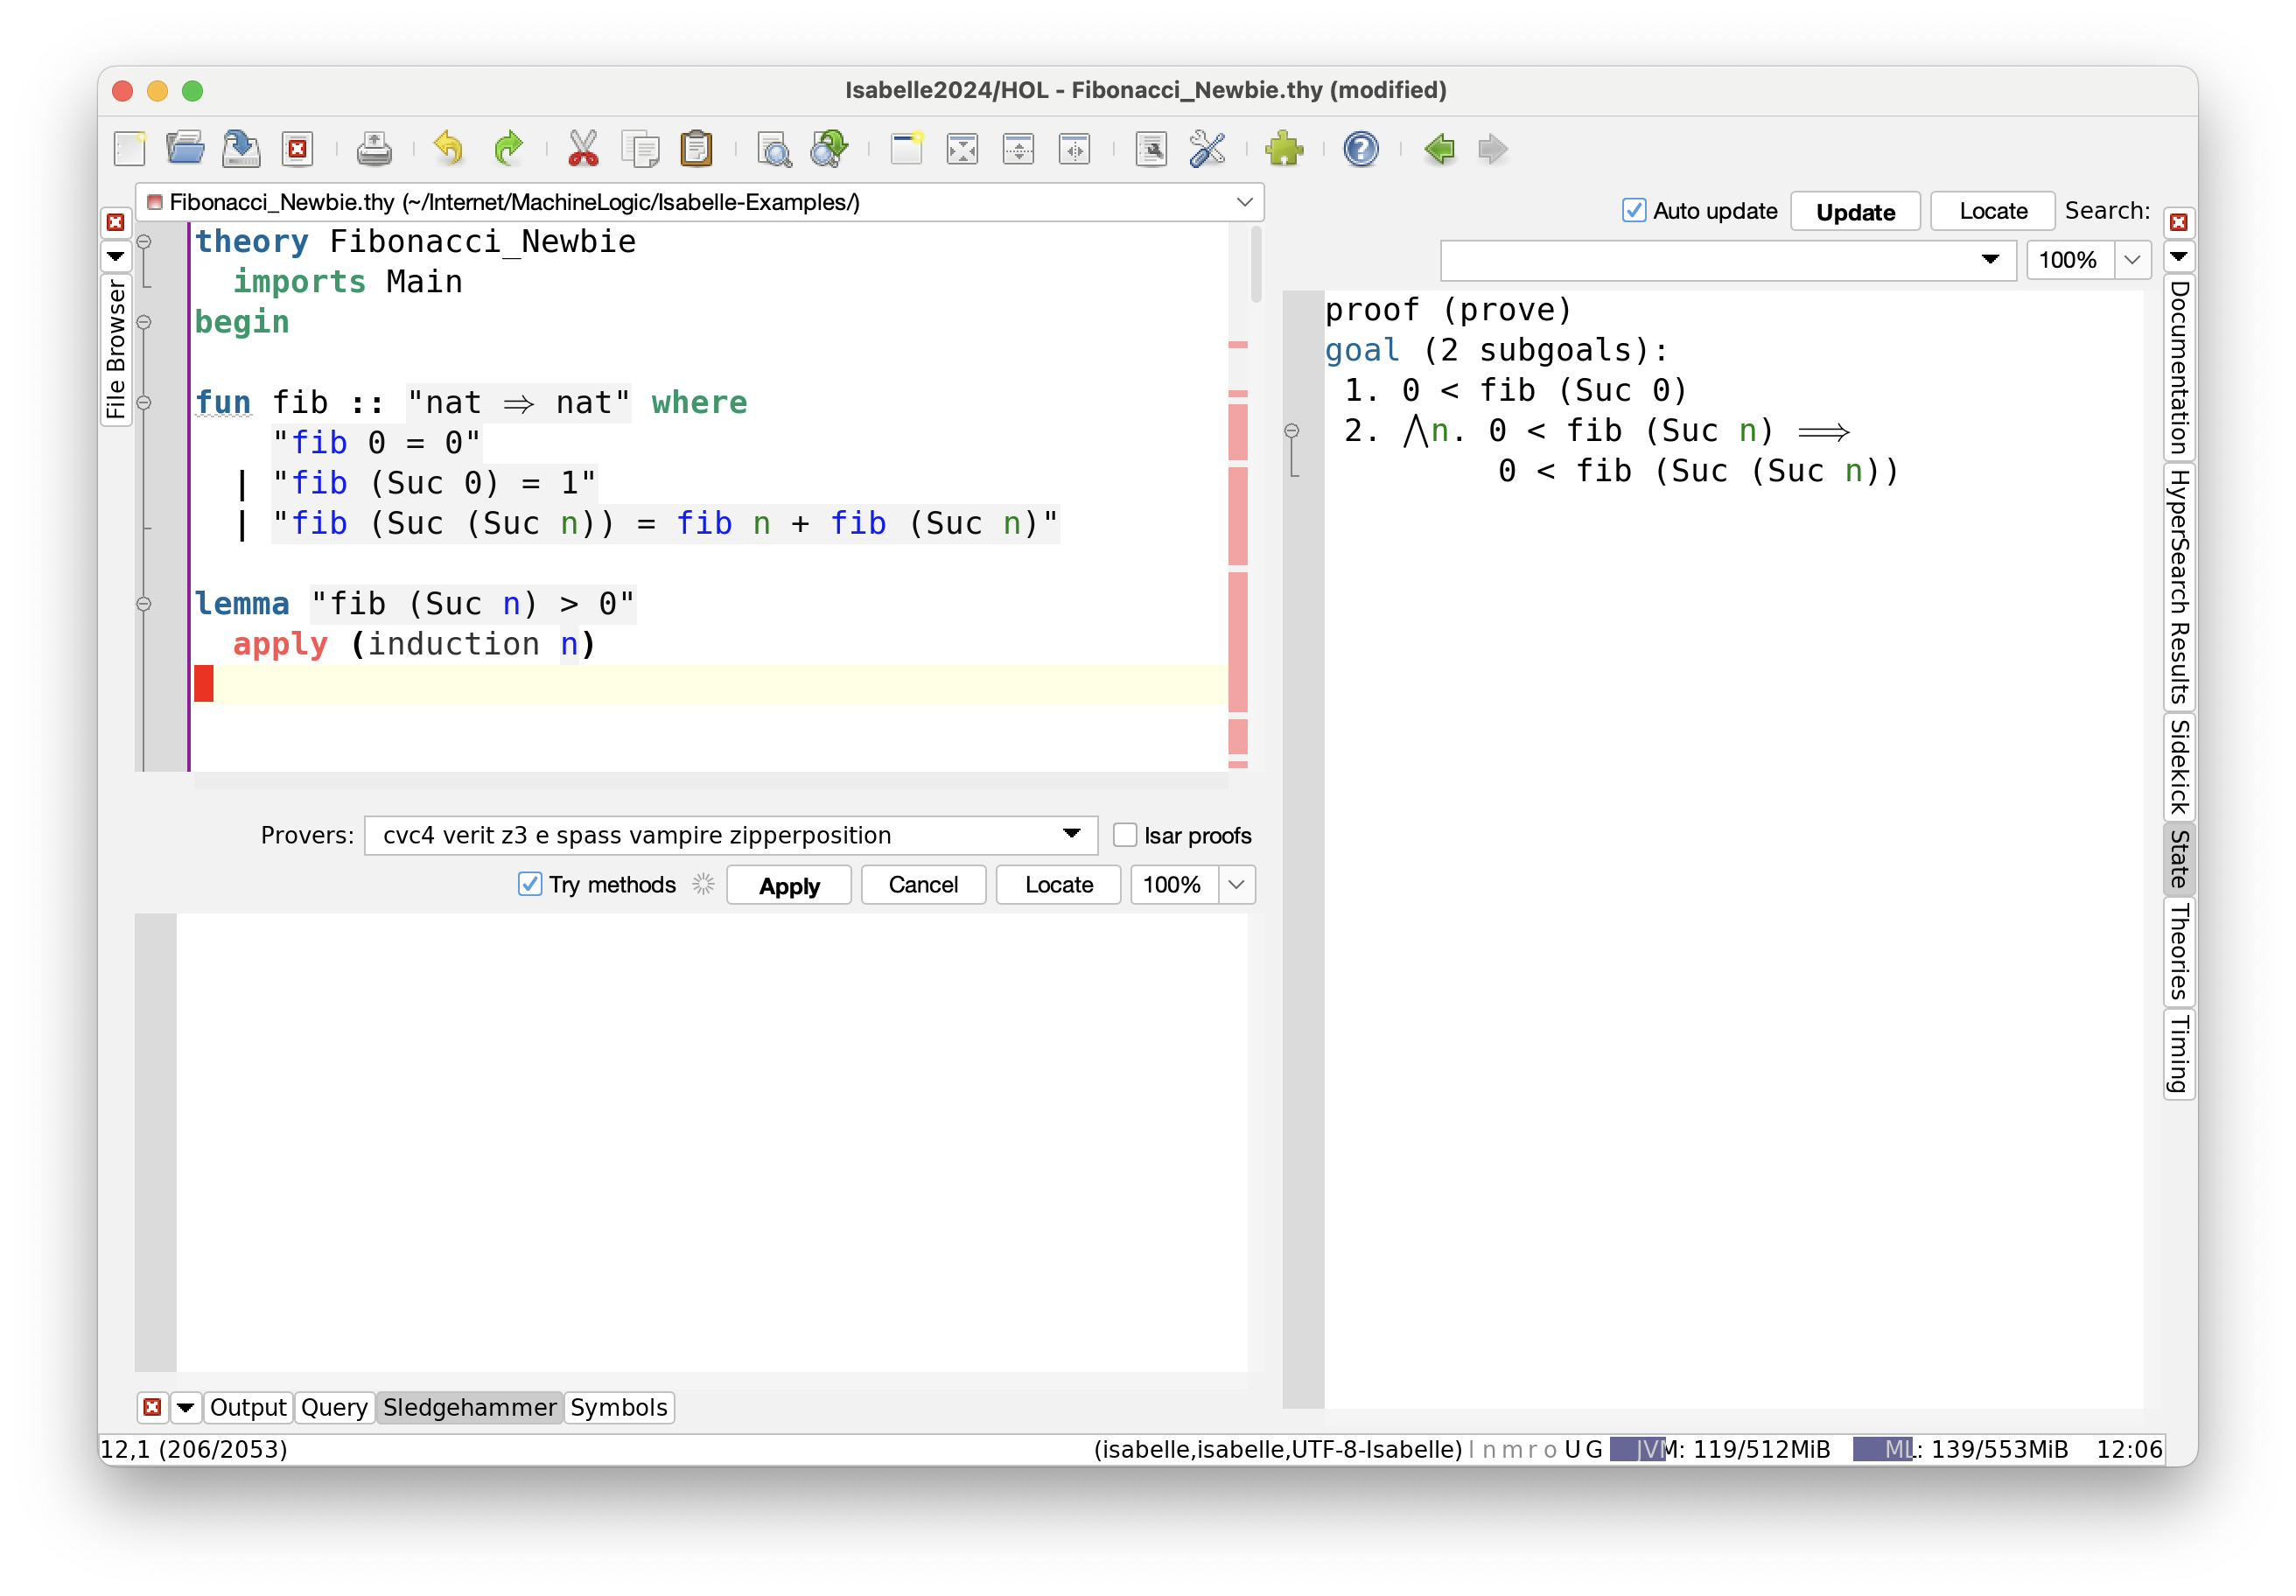 Isabelle2024/HOL - Fibonacci_Newbie.thy (modified)
Fibonacci_Newbie.thy (~/Internet/MachineLogic/Isabelle-Examples/)
File Browser
theory Fibonacci_Newbie
imports Main
begin
fun fib :: "nat ⇒ nat" where
"fib 0 = 0"
| "fib (Suc 0) = 1"
| "fib (Suc (Suc n)) = fib n + fib (Suc n)"
lemma "fib (Suc n) > 0"
apply (induction n)
Provers: cvc4 verit z3 e spass vampire zipperposition Isar proofs
Try methods Apply Cancel Locate 100%
Output Query Sledgehammer Symbols
Auto update Update Locate Search:
100%
proof (prove)
goal (2 subgoals):
1. 0 < fib (Suc 0)
2. ⋀n. 0 < fib (Suc n) ⟹
0 < fib (Suc (Suc n))
Documentation
HyperSearch Results
Sidekick
State
Theories
Timing
12,1 (206/2053)
(isabelle,isabelle,UTF-8-Isabelle) l n m r o U G JVM: 119/512MiB ML: 139/553MiB 12:06